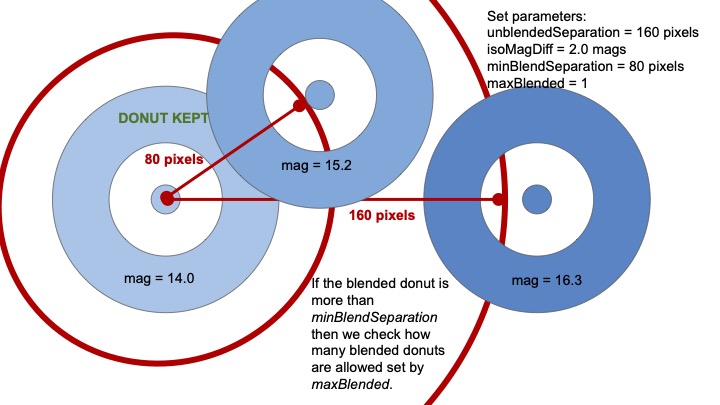 Set parameters:
unblendedSeparation = 160 pixels
isoMagDiff = 2.0 mags
minBlendSeparation = 80 pixels
maxBlended = 1
DONUT KEPT
80 pixels
mag = 15.2
160 pixels
mag = 14.0
mag = 16.3
If the blended donut is
more than
minBlendSeparation
then we check how
many blended donuts
are allowed set by
maxBlended.